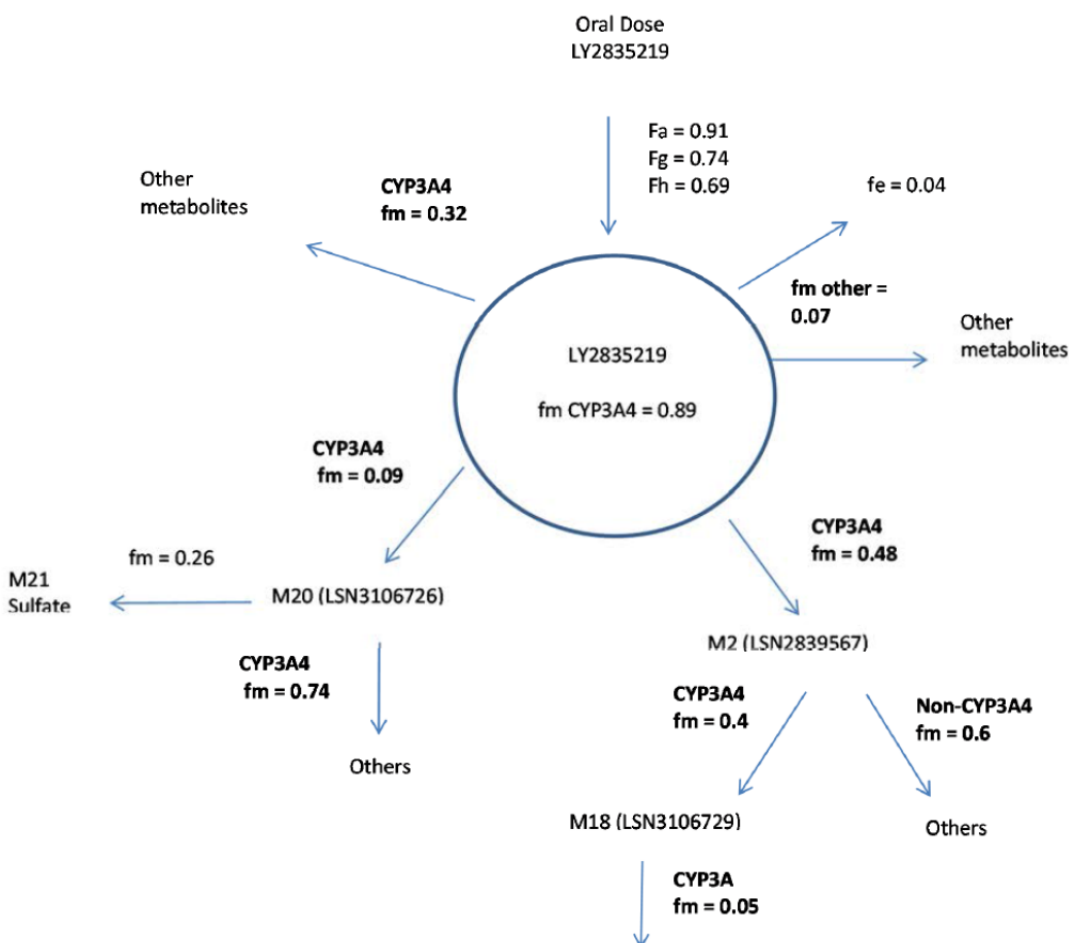 Oral Dose
LY2835219
Fa = 0.91
Fg = 0.74
Fh = 0.69
Other
metabolites
CYP3A4
fm = 0.32
fe = 0.04
fm other =
0.07
Other
metabolites
LY2835219
fm CYP3A4 = 0.89
CYP3A4
fm = 0.09
CYP3A4
fm = 0.48
fm = 0.26
M21
Sulfate
M20 (LSN3106726)
M2 (LSN2839567)
CYP3A4
fm = 0.74
CYP3A4
fm = 0.4
Non-CYP3A4
fm = 0.6
Others
M18 (LSN3106729)
Others
CYP3A
fm = 0.05